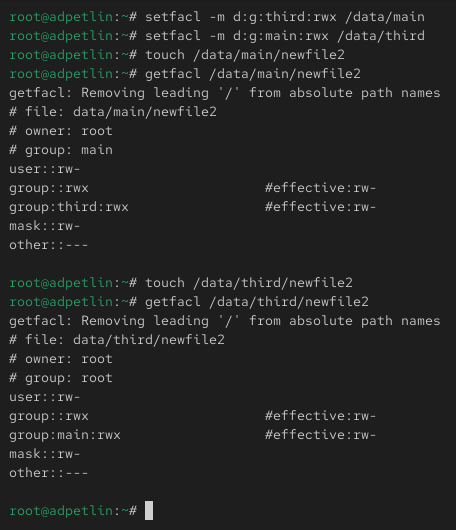 root@adpetlin:~# setfacl -m d:g:third:rwx /data/main
root@adpetlin:~# setfacl -m d:g:main:rwx /data/third
root@adpetlin:~# touch /data/main/newfile2
root@adpetlin:~# getfacl /data/main/newfile2
getfacl: Removing leading '/' from absolute path names
# file: data/main/newfile2
# owner: root
# group: main
user::rw-
group::rwx                      #effective:rw-
group:third:rwx                 #effective:rw-
mask::rw-
other::---

root@adpetlin:~# touch /data/third/newfile2
root@adpetlin:~# getfacl /data/third/newfile2
getfacl: Removing leading '/' from absolute path names
# file: data/third/newfile2
# owner: root
# group: root
user::rw-
group::rwx                      #effective:rw-
group:main:rwx                  #effective:rw-
mask::rw-
other::---

root@adpetlin:~#